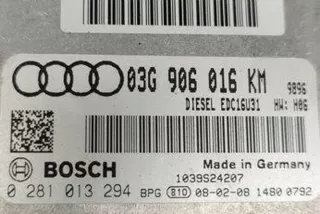 03G 906 016 KM 9096
DIESEL EDC16U31 HW: H06
BOSCH Made in Germany
1039S24207
0 281 013 294 BPG 810 08-02-08 1480 0792